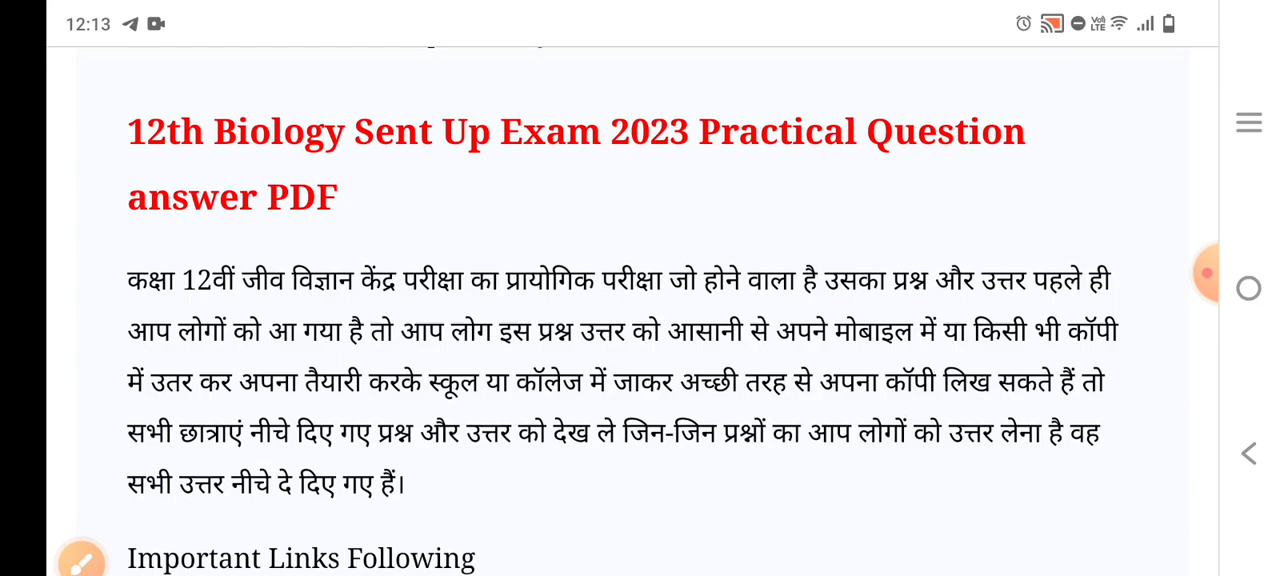 12:13
VoI
LTE
12th Biology Sent Up Exam 2023 Practical Question
answer PDF
कक्षा 12वीं जीव विज्ञान केंद्र परीक्षा का प्रायोगिक परीक्षा जो होने वाला है उसका प्रश्न और उत्तर पहले ही
आप लोगों को आ गया है तो आप लोग इस प्रश्न उत्तर को आसानी से अपने मोबाइल में या किसी भी कॉपी
में उतर कर अपना तैयारी करके स्कूल या कॉलेज में जाकर अच्छी तरह से अपना कॉपी लिख सकते हैं तो
सभी छात्राएं नीचे दिए गए प्रश्न और उत्तर को देख ले जिन-जिन प्रश्नों का आप लोगों को उत्तर लेना है वह
सभी उत्तर नीचे दे दिए गए हैं।
Important Links Following